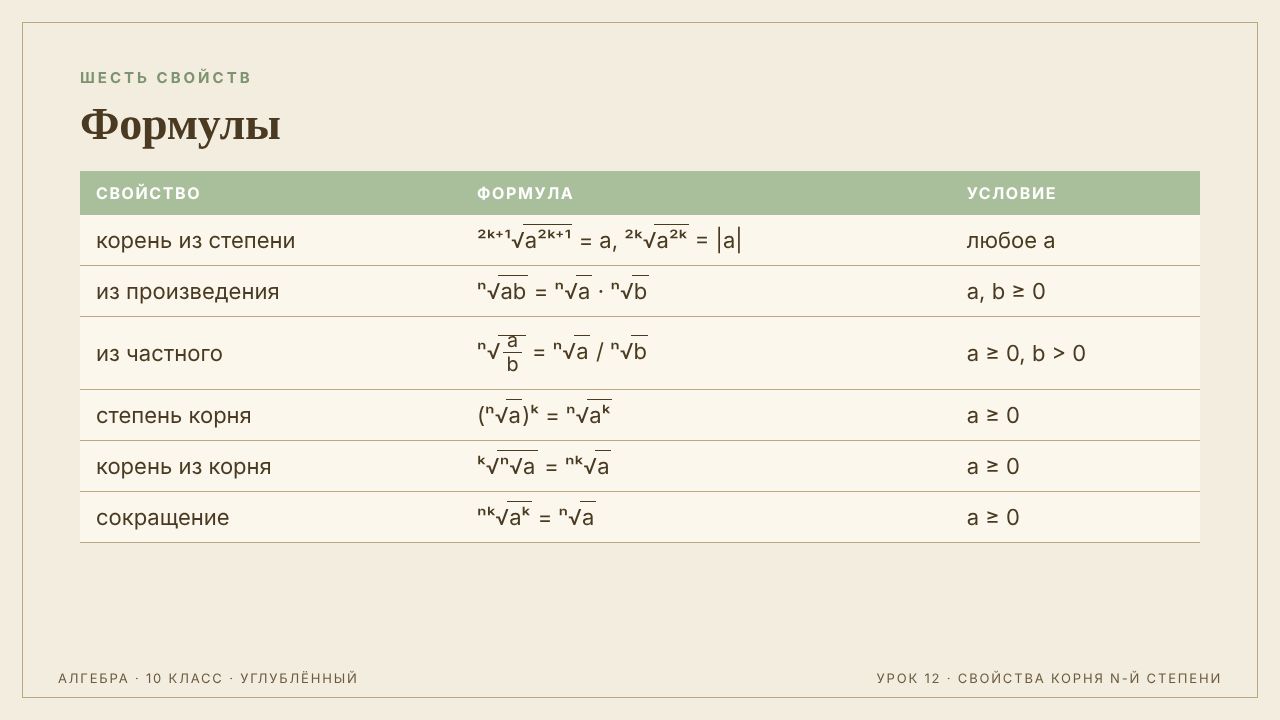 ШЕСТЬ СВОЙСТВ
Формулы
СВОЙСТВО ФОРМУЛА УСЛОВИЕ
корень из степени ²ᵏ⁺¹√a²ᵏ⁺¹ = a, ²ᵏ√a²ᵏ = |a| любое a
из произведения ⁿ√ab = ⁿ√a · ⁿ√b a, b ≥ 0
из частного ⁿ√(a/b) = ⁿ√a / ⁿ√b a ≥ 0, b > 0
степень корня (ⁿ√a)ᵏ = ⁿ√aᵏ a ≥ 0
корень из корня ᵏ√ⁿ√a = ⁿᵏ√a a ≥ 0
сокращение ⁿᵏ√aᵏ = ⁿ√a a ≥ 0
АЛГЕБРА · 10 КЛАСС · УГЛУБЛЁННЫЙ
УРОК 12 · СВОЙСТВА КОРНЯ N-Й СТЕПЕНИ